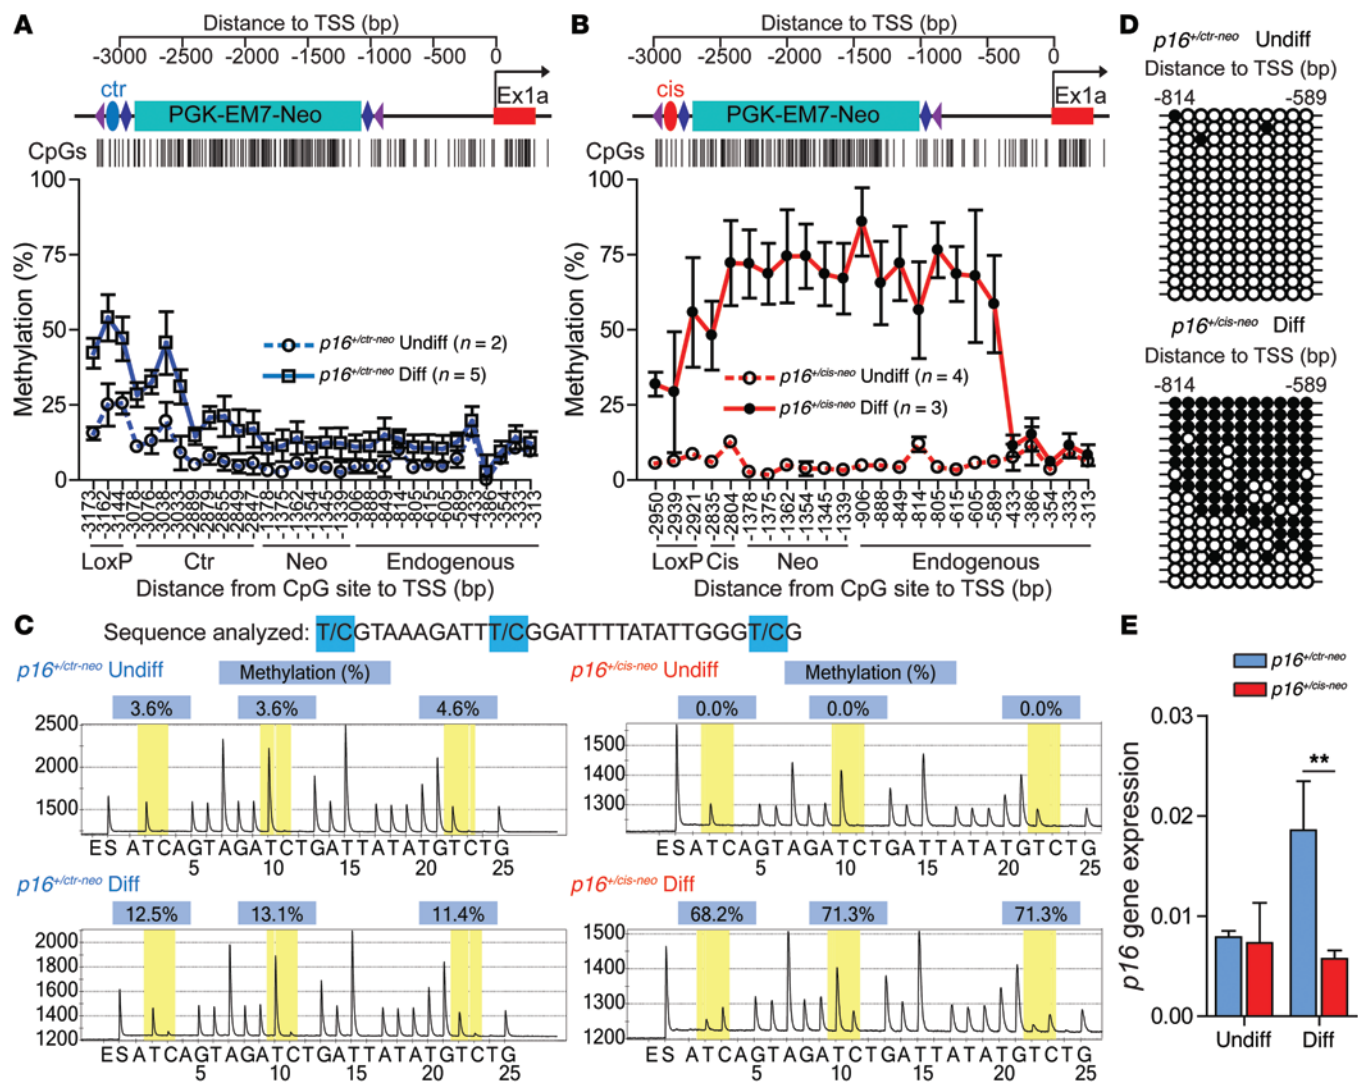 A
Distance to TSS (bp)
-3000 -2000 -1000 0
ctr
PGK-EM7-Neo
Ex1a
CpGs
Methylation (%)
100
75
50
25
0
p16+/ctr-neo Undiff (n = 2)
p16+/ctr-neo Diff (n = 5)
-3173 -3162 -3144 -3078 -3076 -3038 -3033 -2889 -2879 -2855 -2849 -2847 -1378 -1375 -1362 -1354 -1345 -1339 -906 -888 -849 -814 -805 -615 -605 -589 -433 -386 -354 -333 -313
LoxP Ctr Neo Endogenous
Distance from CpG site to TSS (bp)
B
Distance to TSS (bp)
-3000 -2000 -1000 0
cis
PGK-EM7-Neo
Ex1a
CpGs
Methylation (%)
100
75
50
25
0
p16+/cis-neo Undiff (n = 4)
p16+/cis-neo Diff (n = 3)
-2950 -2939 -2921 -2835 -2804 -1378 -1375 -1362 -1354 -1345 -1339 -906 -888 -849 -814 -805 -615 -605 -589 -433 -386 -354 -333 -313
LoxP Cis Neo Endogenous
Distance from CpG site to TSS (bp)
D
p16+/ctr-neo Undiff
Distance to TSS (bp)
-814 -589
p16+/cis-neo Diff
Distance to TSS (bp)
-814 -589
C
Sequence analyzed: T/CGTAAAGATTT/CGGATTTTATATTGGGT/CG
p16+/ctr-neo Undiff
Methylation (%)
3.6% 3.6% 4.6%
2500
2000
1500
E S A T C A G T A G A T C T G A T T A T A T G T C T G
5 10 15 20 25
p16+/cis-neo Undiff
Methylation (%)
0.0% 0.0% 0.0%
1500
1400
1300
E S A T C A G T A G A T C T G A T T A T A T G T C T G
5 10 15 20 25
p16+/ctr-neo Diff
12.5% 13.1% 11.4%
2000
1800
1600
1400
1200
E S A T C A G T A G A T C T G A T T A T A T G T C T G
5 10 15 20 25
p16+/cis-neo Diff
68.2% 71.3% 71.3%
1500
1400
1300
1200
E S A T C A G T A G A T C T G A T T A T A T G T C T G
5 10 15 20 25
E
p16+/ctr-neo
p16+/cis-neo
p16 gene expression
0.03
0.02
0.01
0.00
**
Undiff Diff